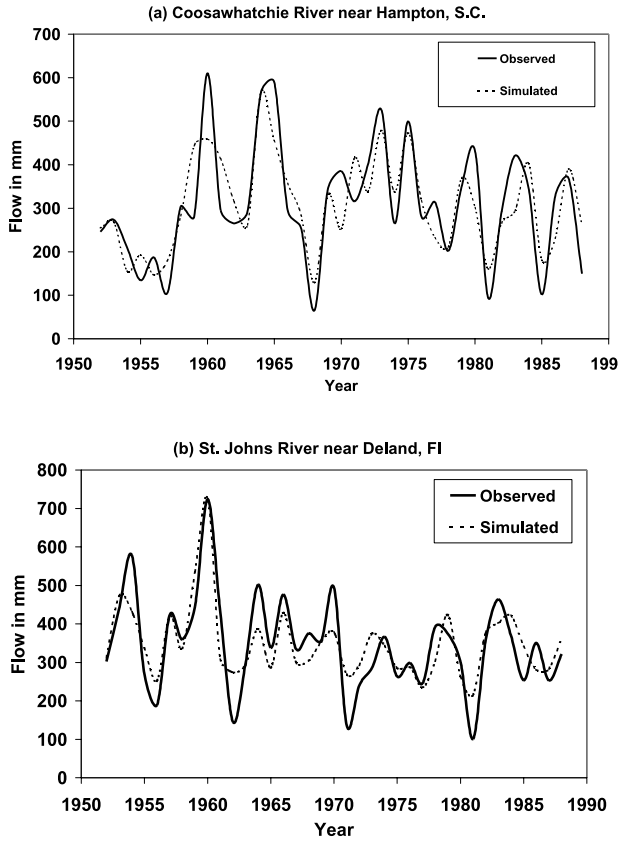 (a) Coosawhatchie River near Hampton, S.C.
700
600
500
400
300
200
100
0
Flow in mm
Observed
Simulated
1950 1955 1960 1965 1970 1975 1980 1985 199
Year
(b) St. Johns River near Deland, Fl
800
700
600
500
400
300
200
100
0
Flow in mm
Observed
Simulated
1950 1955 1960 1965 1970 1975 1980 1985 1990
Year